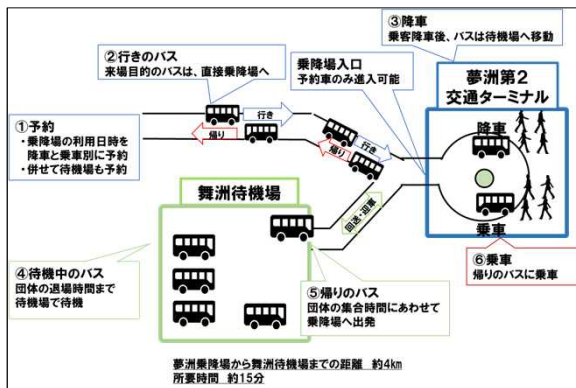 ③降車
乗客降車後、バスは待機場へ移動
②行きのバス
来場目的のバスは、直接乗降場へ
乗降場入口
予約車のみ進入可能
夢洲第2
交通ターミナル
①予約
・乗降場の利用日時を
降車と乗車別に予約
・併せて待機場も予約
行き
帰り
行き
帰り
降車
乗車
舞洲待機場
回送・迎車
⑥乗車
帰りのバスに乗車
④待機中のバス
団体の退場時間まで
待機場で待機
⑤帰りのバス
団体の集合時間にあわせて
乗降場へ出発
夢洲乗降場から舞洲待機場までの距離 約4km
所要時間 約15分